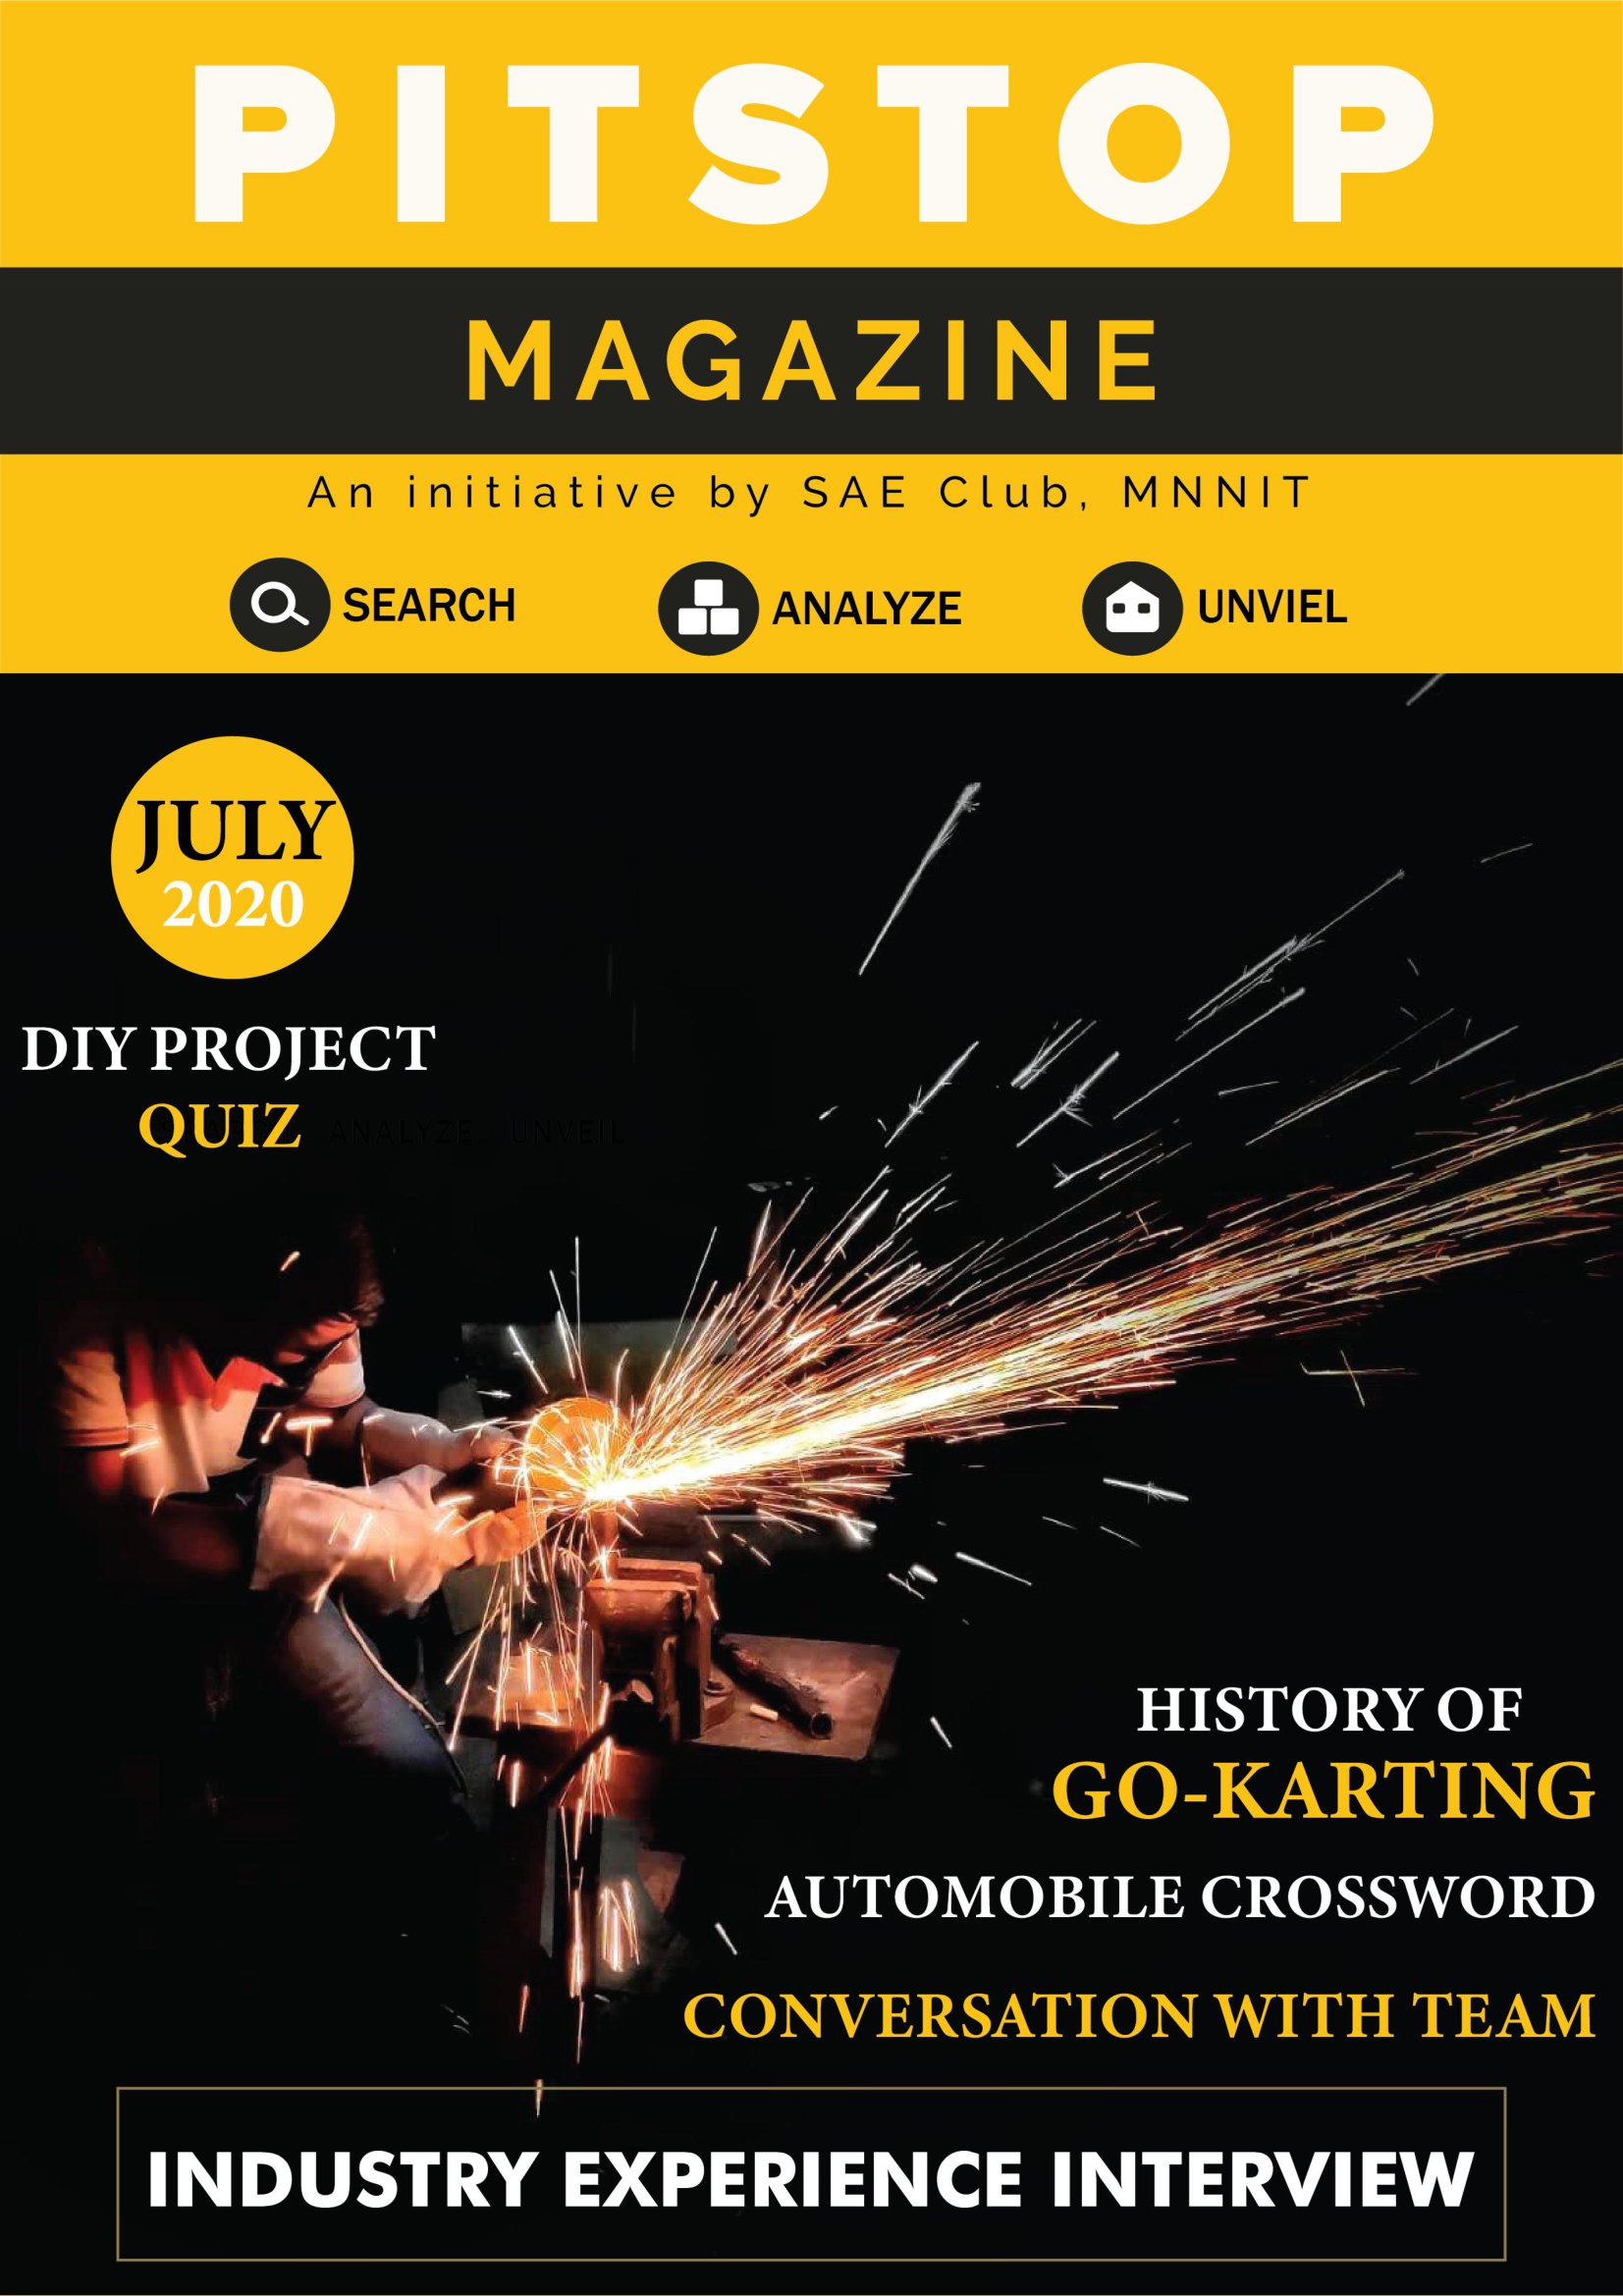 PITSTOP
MAGAZINE
An initiative by SAE Club, MNNIT
SEARCH ANALYZE UNVIEL
JULY
2020
DIY PROJECT
QUIZ
ANALYZE UNVEIL
HISTORY OF
GO-KARTING
AUTOMOBILE CROSSWORD
CONVERSATION WITH TEAM
INDUSTRY EXPERIENCE INTERVIEW